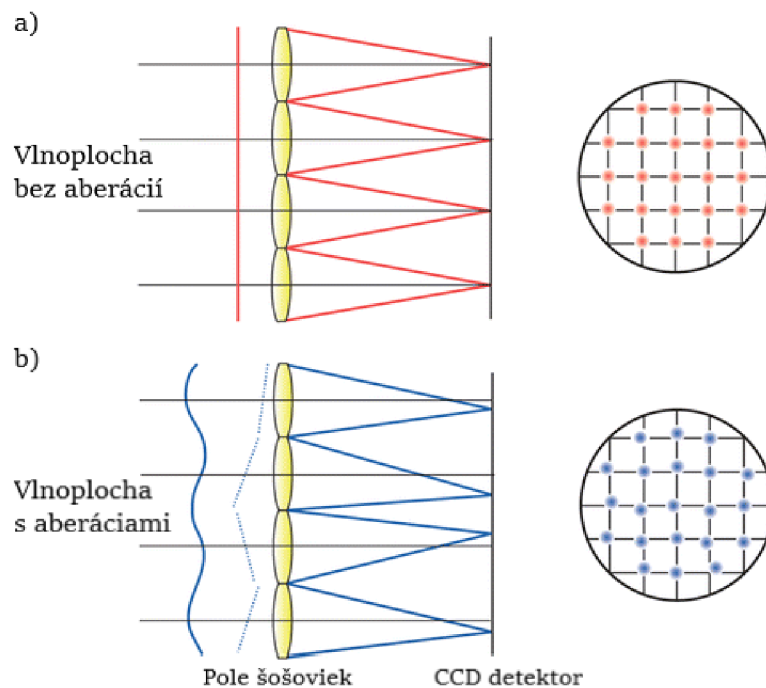 a)
Vlnoplocha
bez aberácií
b)
Vlnoplocha
s aberáciami
Pole šošoviek
CCD detektor